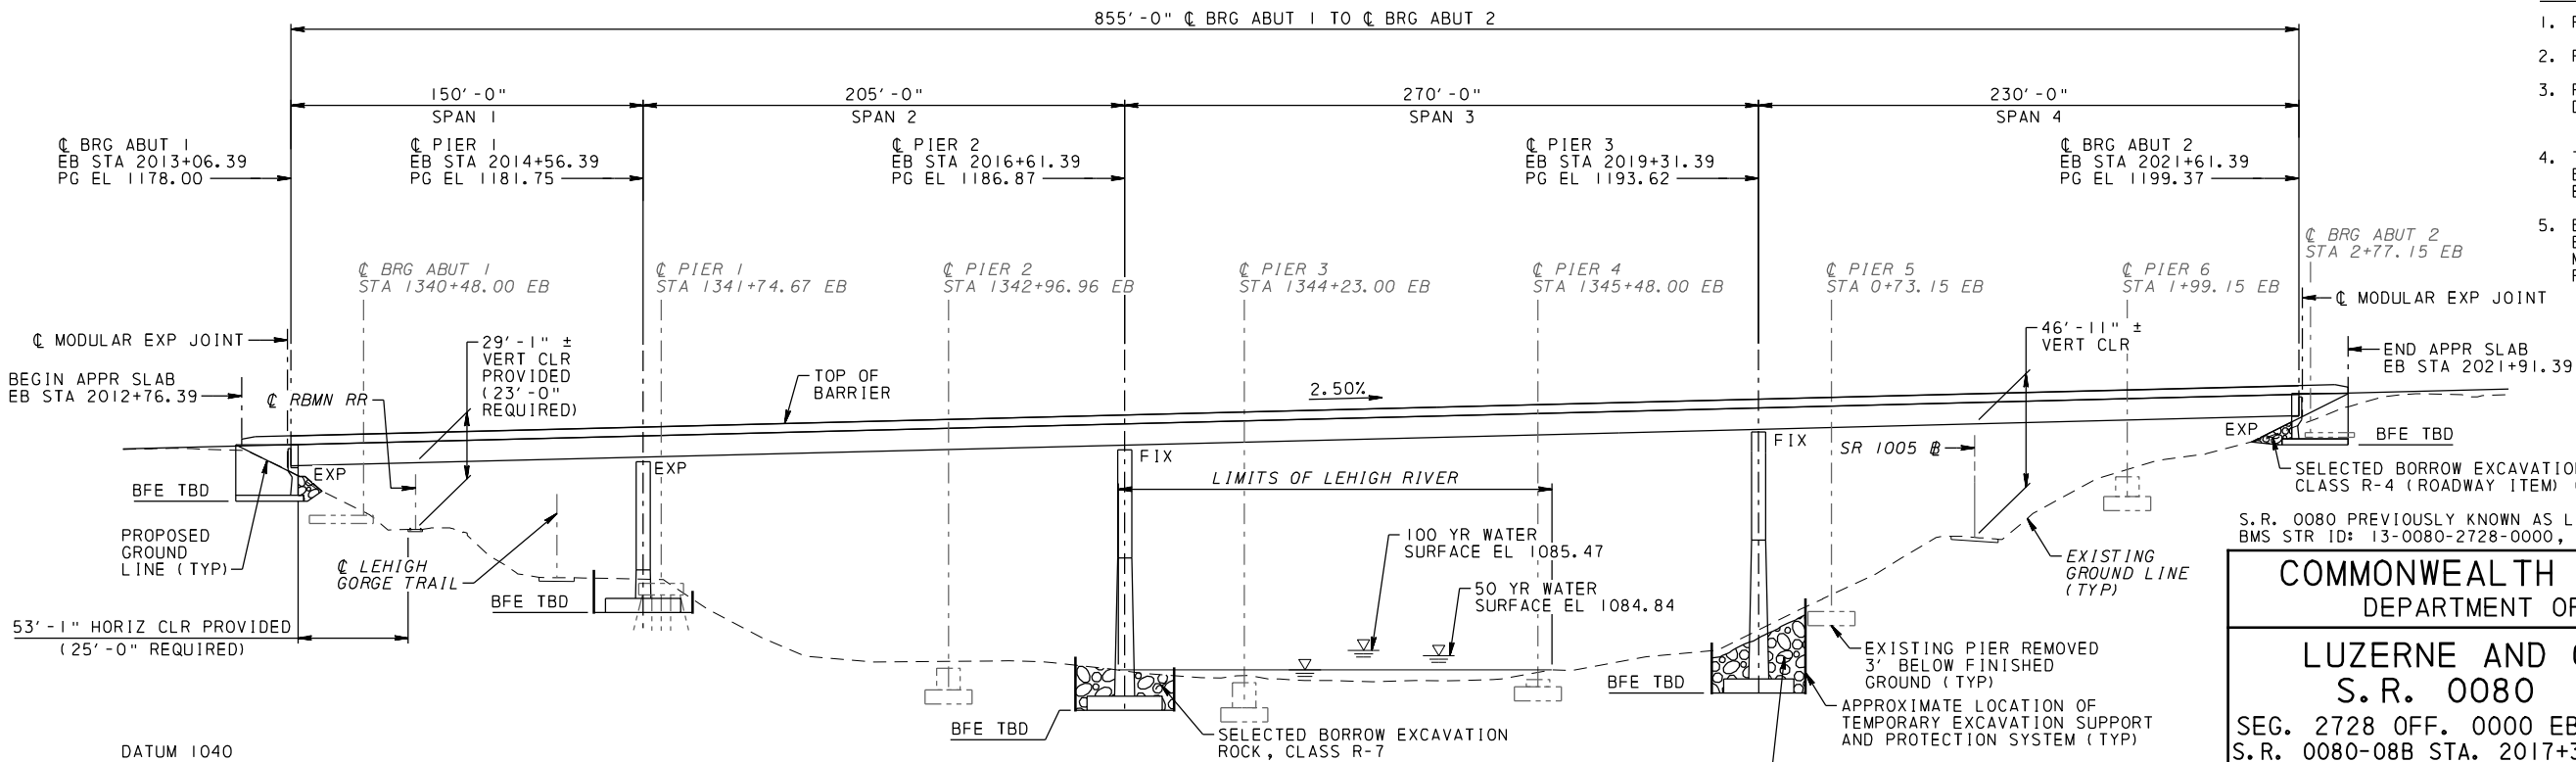 855'-0" ℄ BRG ABUT 1 TO ℄ BRG ABUT 2
150'-0"
SPAN 1
205'-0"
SPAN 2
270'-0"
SPAN 3
230'-0"
SPAN 4
℄ BRG ABUT 1
EB STA 2013+06.39
PG EL 1178.00
℄ PIER 1
EB STA 2014+56.39
PG EL 1181.75
℄ PIER 2
EB STA 2016+61.39
PG EL 1186.87
℄ PIER 3
EB STA 2019+31.39
PG EL 1193.62
℄ BRG ABUT 2
EB STA 2021+61.39
PG EL 1199.37
1.
2.
3.
4.
5.
℄ BRG ABUT 1
STA 1340+48.00 EB
℄ PIER 1
STA 1341+74.67 EB
℄ PIER 2
STA 1342+96.96 EB
℄ PIER 3
STA 1344+23.00 EB
℄ PIER 4
STA 1345+48.00 EB
℄ PIER 5
STA 0+73.15 EB
℄ PIER 6
STA 1+99.15 EB
℄ BRG ABUT 2
STA 2+77.15 EB
℄ MODULAR EXP JOINT
℄ MODULAR EXP JOINT
BEGIN APPR SLAB
EB STA 2012+76.39
℄ RBMN RR
29'-1" ±
VERT CLR
PROVIDED
(23'-0"
REQUIRED)
TOP OF
BARRIER
2.50%
46'-11" ±
VERT CLR
END APPR SLAB
EB STA 2021+91.39
EXP
EXP
FIX
FIX
EXP
SR 1005 ℄
LIMITS OF LEHIGH RIVER
BFE TBD
BFE TBD
SELECTED BORROW EXCAVATION
CLASS R-4 (ROADWAY ITEM) (
PROPOSED
GROUND
LINE (TYP)
℄ LEHIGH
GORGE TRAIL
BFE TBD
100 YR WATER
SURFACE EL 1085.47
50 YR WATER
SURFACE EL 1084.84
EXISTING
GROUND LINE
(TYP)
53'-1" HORIZ CLR PROVIDED
(25'-0" REQUIRED)
BFE TBD
SELECTED BORROW EXCAVATION
ROCK, CLASS R-7
BFE TBD
EXISTING PIER REMOVED
3' BELOW FINISHED
GROUND (TYP)
APPROXIMATE LOCATION OF
TEMPORARY EXCAVATION SUPPORT
AND PROTECTION SYSTEM (TYP)
DATUM 1040
S.R. 0080 PREVIOUSLY KNOWN AS L
BMS STR ID: 13-0080-2728-0000,
COMMONWEALTH
DEPARTMENT OF
LUZERNE AND
S.R. 0080
SEG. 2728 OFF. 0000 EB
S.R. 0080-08B STA. 2017+3